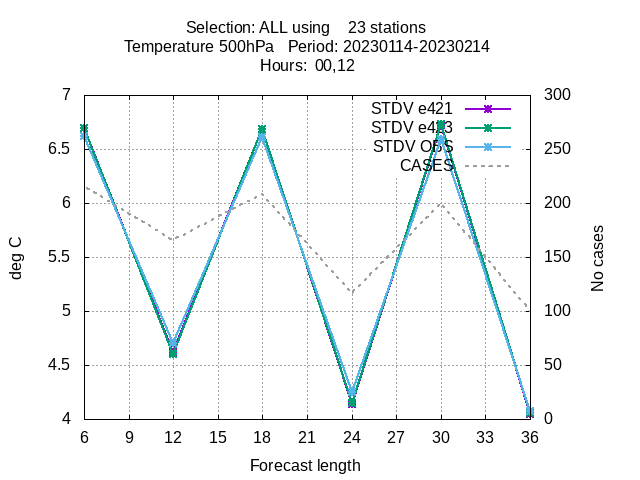 Selection: ALL using    23 stations
Temperature 500hPa   Period: 20230114-20230214
Hours:  00,12
7
6.5
6
5.5
5
4.5
4
300
250
200
150
100
50
0
STDV e421
STDV
STDV OBS
CASES
deg C
No cases
6 9 12 15 18 21 24 27 30 33 36
Forecast length